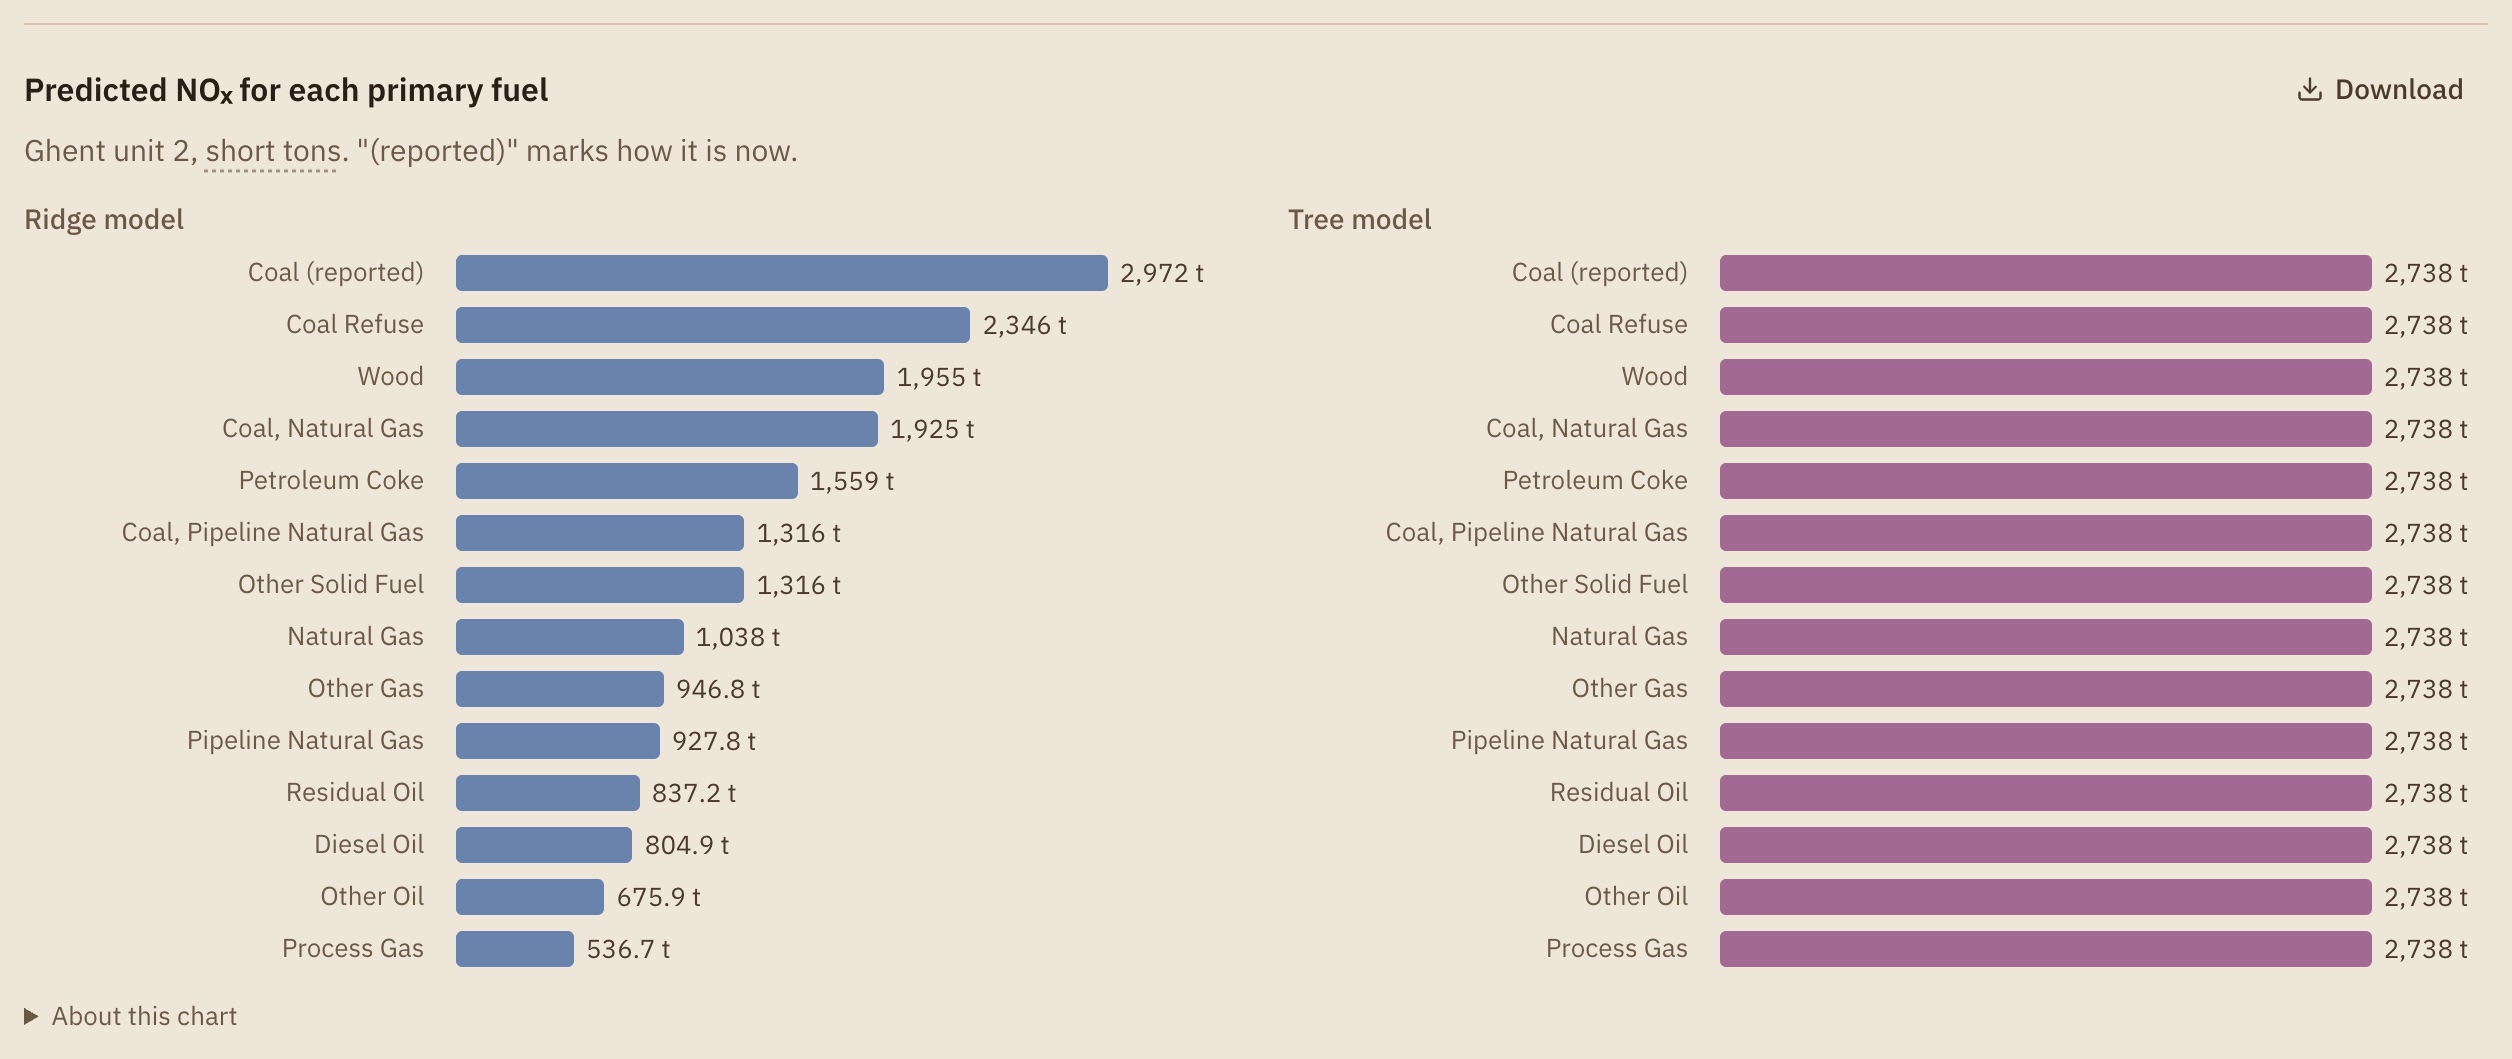 Predicted NOₓ for each primary fuel
Download
Ghent unit 2, short tons. "(reported)" marks how it is now.
Ridge model
Coal (reported) 2,972 t
Coal Refuse 2,346 t
Wood 1,955 t
Coal, Natural Gas 1,925 t
Petroleum Coke 1,559 t
Coal, Pipeline Natural Gas 1,316 t
Other Solid Fuel 1,316 t
Natural Gas 1,038 t
Other Gas 946.8 t
Pipeline Natural Gas 927.8 t
Residual Oil 837.2 t
Diesel Oil 804.9 t
Other Oil 675.9 t
Process Gas 536.7 t
Tree model
Coal (reported) 2,738 t
Coal Refuse 2,738 t
Wood 2,738 t
Coal, Natural Gas 2,738 t
Petroleum Coke 2,738 t
Coal, Pipeline Natural Gas 2,738 t
Other Solid Fuel 2,738 t
Natural Gas 2,738 t
Other Gas 2,738 t
Pipeline Natural Gas 2,738 t
Residual Oil 2,738 t
Diesel Oil 2,738 t
Other Oil 2,738 t
Process Gas 2,738 t
About this chart